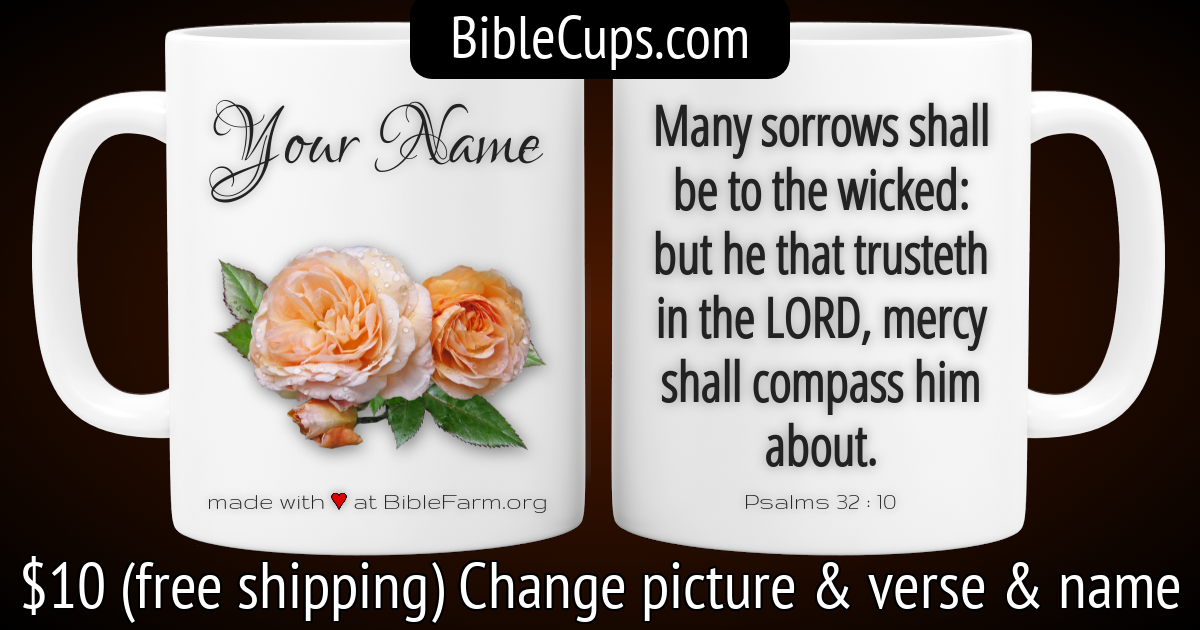 BibleCups.com
Your Name
made with ♥ at BibleFarm.org
Many sorrows shall
be to the wicked:
but he that trusteth
in the LORD, mercy
shall compass him
about.
Psalms 32 : 10
$10 (free shipping) Change picture & verse & name